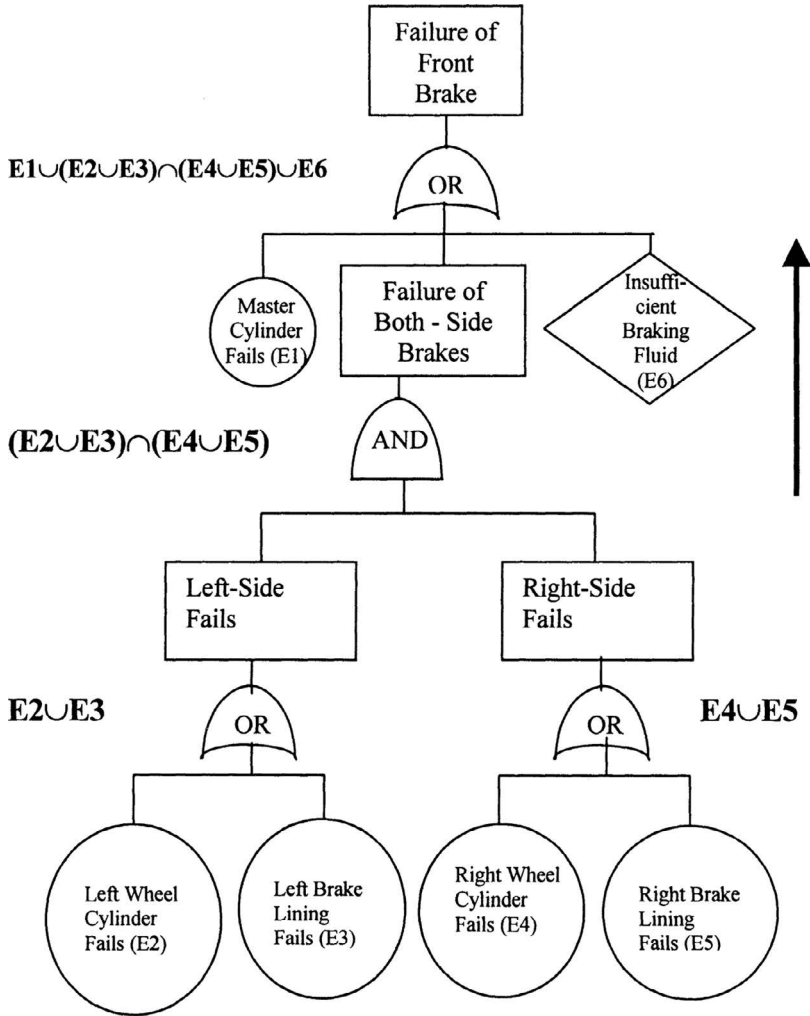 Failure of
Front
Brake
E1∪(E2∪E3)∩(E4∪E5)∪E6
OR
Master
Cylinder
Fails (E1)
Failure of
Both - Side
Brakes
Insuffi-
cient
Braking
Fluid
(E6)
(E2∪E3)∩(E4∪E5)
AND
Left-Side
Fails
Right-Side
Fails
E2∪E3
OR
OR
E4∪E5
Left Wheel
Cylinder
Fails (E2)
Left Brake
Lining
Fails (E3)
Right Wheel
Cylinder
Fails (E4)
Right Brake
Lining
Fails (E5)